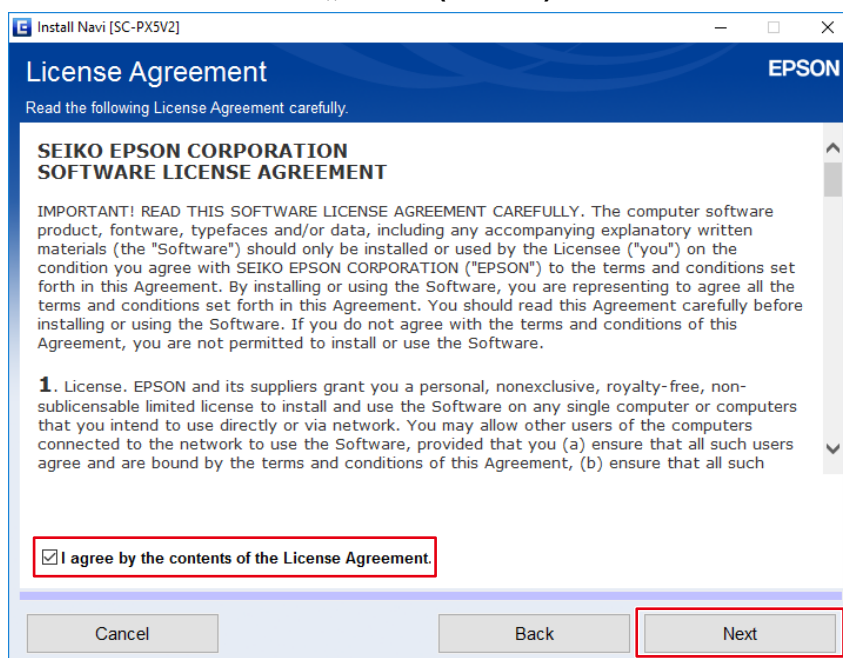 Install Navi [SC-PX5V2]
License Agreement
EPSON
Read the following License Agreement carefully.
SEIKO EPSON CORPORATION
SOFTWARE LICENSE AGREEMENT
IMPORTANT! READ THIS SOFTWARE LICENSE AGREEMENT CAREFULLY. The computer software
product, fontware, typefaces and/or data, including any accompanying explanatory written
materials (the "Software") should only be installed or used by the Licensee ("you") on the
condition you agree with SEIKO EPSON CORPORATION ("EPSON") to the terms and conditions set
forth in this Agreement. By installing or using the Software, you are representing to agree all the
terms and conditions set forth in this Agreement. You should read this Agreement carefully before
installing or using the Software. If you do not agree with the terms and conditions of this
Agreement, you are not permitted to install or use the Software.
1. License. EPSON and its suppliers grant you a personal, nonexclusive, royalty-free, non-
sublicensable limited license to install and use the Software on any single computer or computers
that you intend to use directly or via network. You may allow other users of the computers
connected to the network to use the Software, provided that you (a) ensure that all such users
agree and are bound by the terms and conditions of this Agreement, (b) ensure that all such
I agree by the contents of the License Agreement.
Cancel
Back
Next